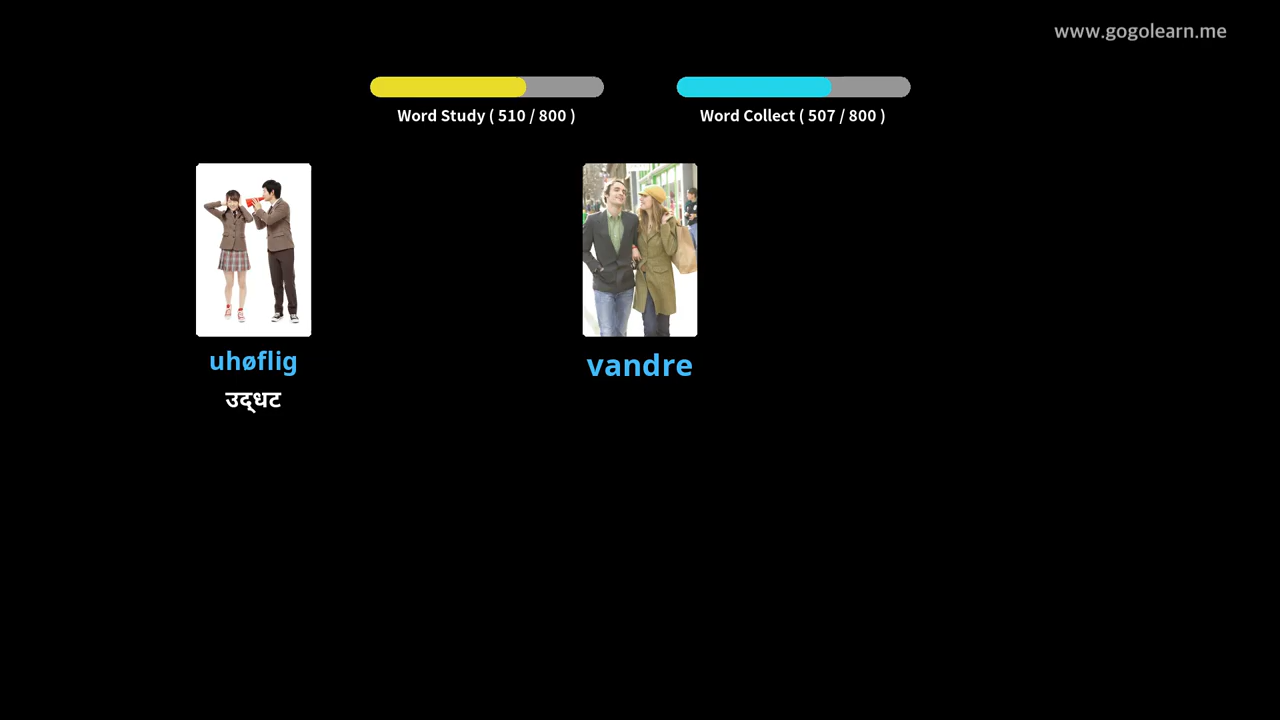 www.gogolearn.me
Word Study ( 510 / 800 )
Word Collect ( 507 / 800 )
uhøflig
उद्धट
vandre